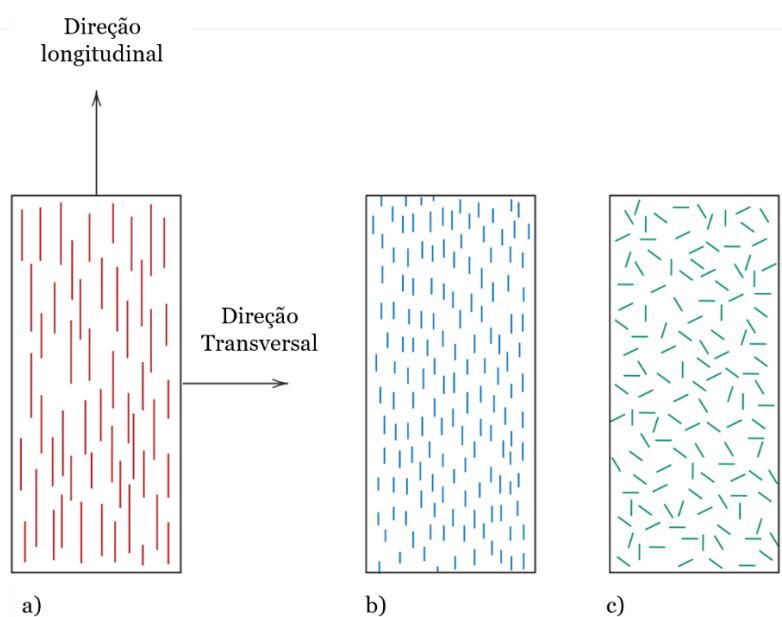 Direção
longitudinal
Direção
Transversal
a)
b)
c)